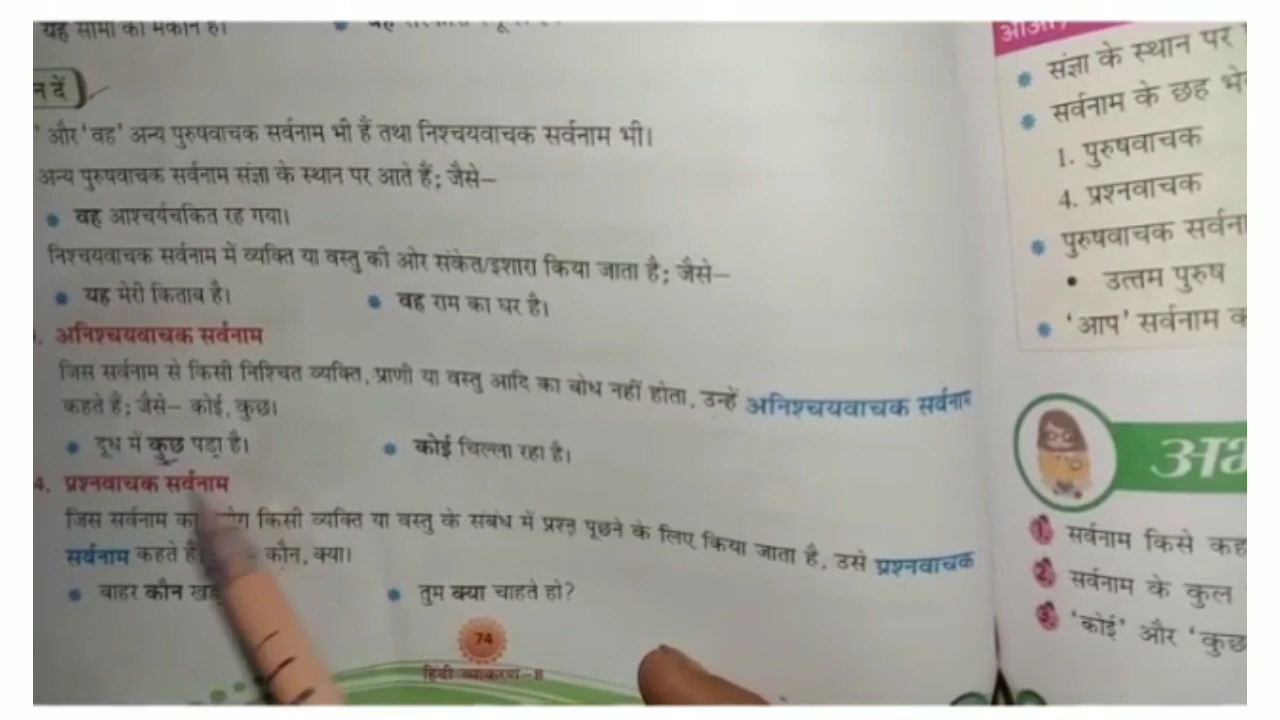 यह सीमा का मकान है।
न दें
' और 'वह' अन्य पुरुषवाचक सर्वनाम भी हैं तथा निश्चयवाचक सर्वनाम भी।
अन्य पुरुषवाचक सर्वनाम संज्ञा के स्थान पर आते हैं; जैसे–
वह आश्चर्यचकित रह गया।
निश्चयवाचक सर्वनाम में व्यक्ति या वस्तु की ओर संकेत/इशारा किया जाता है; जैसे–
यह मेरी किताब है। वह राम का घर है।
अनिश्चयवाचक सर्वनाम
जिस सर्वनाम से किसी निश्चित व्यक्ति, प्राणी या वस्तु आदि का बोध नहीं होता, उन्हें अनिश्चयवाचक सर्वनाम
कहते हैं; जैसे– कोई, कुछ।
दूध में कुछ पड़ा है। कोई चिल्ला रहा है।
4. प्रश्नवाचक सर्वनाम
जिस सर्वनाम का किसी व्यक्ति या वस्तु के संबंध में प्रश्न पूछने के लिए किया जाता है, उसे प्रश्नवाचक
सर्वनाम कहते कौन, क्या।
बाहर कौन तुम क्या चाहते हो?
74
हिंदी व्याकरण–8
संज्ञा के स्थान पर
सर्वनाम के छह
1. पुरुषवाचक
4. प्रश्नवाचक
पुरुषवाचक
उत्तम पुरुष
'आप' सर्वनाम
1. सर्वनाम किसे
2. सर्वनाम के कुल
3. 'कोई' और 'कुछ